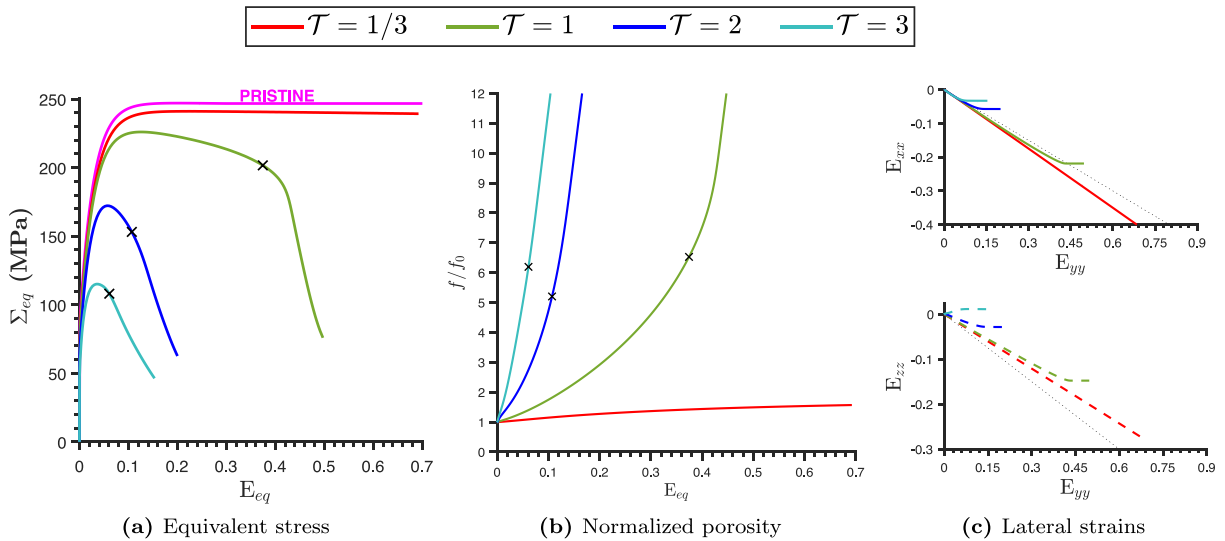 𝒯 = 1/3 𝒯 = 1 𝒯 = 2 𝒯 = 3
PRISTINE
250
200
150
100
50
0
0 0.1 0.2 0.3 0.4 0.5 0.6 0.7
Σ_eq (MPa)
E_eq
(a) Equivalent stress
12
11
10
9
8
7
6
5
4
3
2
1
0
0 0.1 0.2 0.3 0.4 0.5 0.6 0.7
f/f_0
E_eq
(b) Normalized porosity
0
-0.1
-0.2
-0.3
-0.4
0 0.15 0.3 0.45 0.6 0.75 0.9
E_xx
E_yy
0
-0.1
-0.2
-0.3
0 0.15 0.3 0.45 0.6 0.75 0.9
E_zz
E_yy
(c) Lateral strains